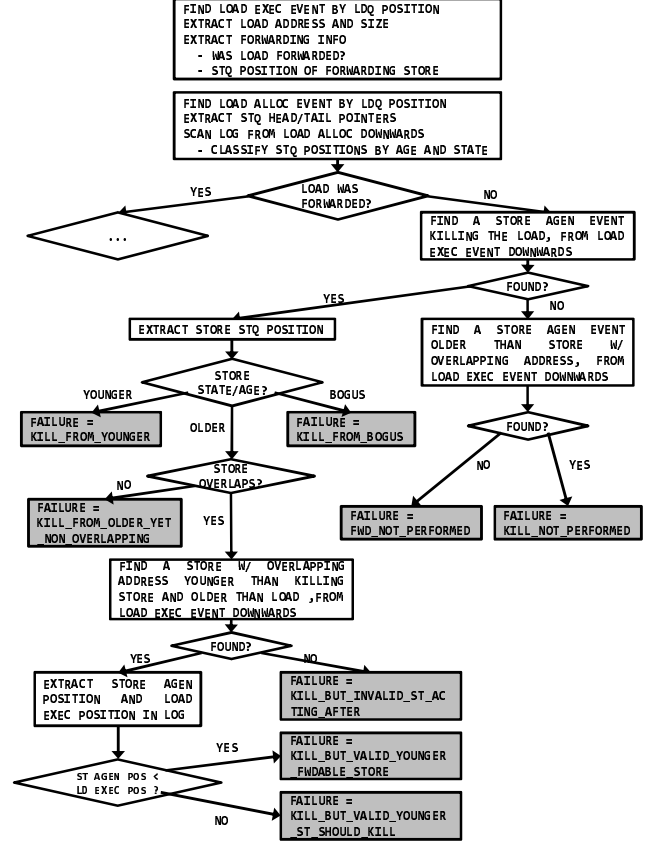 FIND LOAD EXEC EVENT BY LDQ POSITION
EXTRACT LOAD ADDRESS AND SIZE
EXTRACT FORWARDING INFO
- WAS LOAD FORWARDED?
- STQ POSITION OF FORWARDING STORE
FIND LOAD ALLOC EVENT BY LDQ POSITION
EXTRACT STQ HEAD/TAIL POINTERS
SCAN LOG FROM LOAD ALLOC DOWNWARDS
- CLASSIFY STQ POSITIONS BY AGE AND STATE
YES
LOAD WAS
FORWARDED?
NO
...
FIND A STORE AGEN EVENT
KILLING THE LOAD, FROM LOAD
EXEC EVENT DOWNWARDS
FOUND?
YES
NO
EXTRACT STORE STQ POSITION
FIND A STORE AGEN EVENT
OLDER THAN STORE W/
OVERLAPPING ADDRESS, FROM
LOAD EXEC EVENT DOWNWARDS
STORE
STATE/AGE?
YOUNGER
BOGUS
OLDER
FAILURE =
KILL_FROM_YOUNGER
FAILURE =
KILL_FROM_BOGUS
FOUND?
NO
YES
STORE
OVERLAPS?
NO
YES
FAILURE =
KILL_FROM_OLDER_YET
_NON_OVERLAPPING
FAILURE =
FWD_NOT_PERFORMED
FAILURE =
KILL_NOT_PERFORMED
FIND A STORE W/ OVERLAPPING
ADDRESS YOUNGER THAN KILLING
STORE AND OLDER THAN LOAD ,FROM
LOAD EXEC EVENT DOWNWARDS
FOUND?
YES
NO
EXTRACT STORE AGEN
POSITION AND LOAD
EXEC POSITION IN LOG
FAILURE =
KILL_BUT_INVALID_ST_AC
TING_AFTER
ST AGEN POS <
LD EXEC POS ?
YES
FAILURE =
KILL_BUT_VALID_YOUNGER
_FWDABLE_STORE
NO
FAILURE =
KILL_BUT_VALID_YOUNGER
_ST_SHOULD_KILL